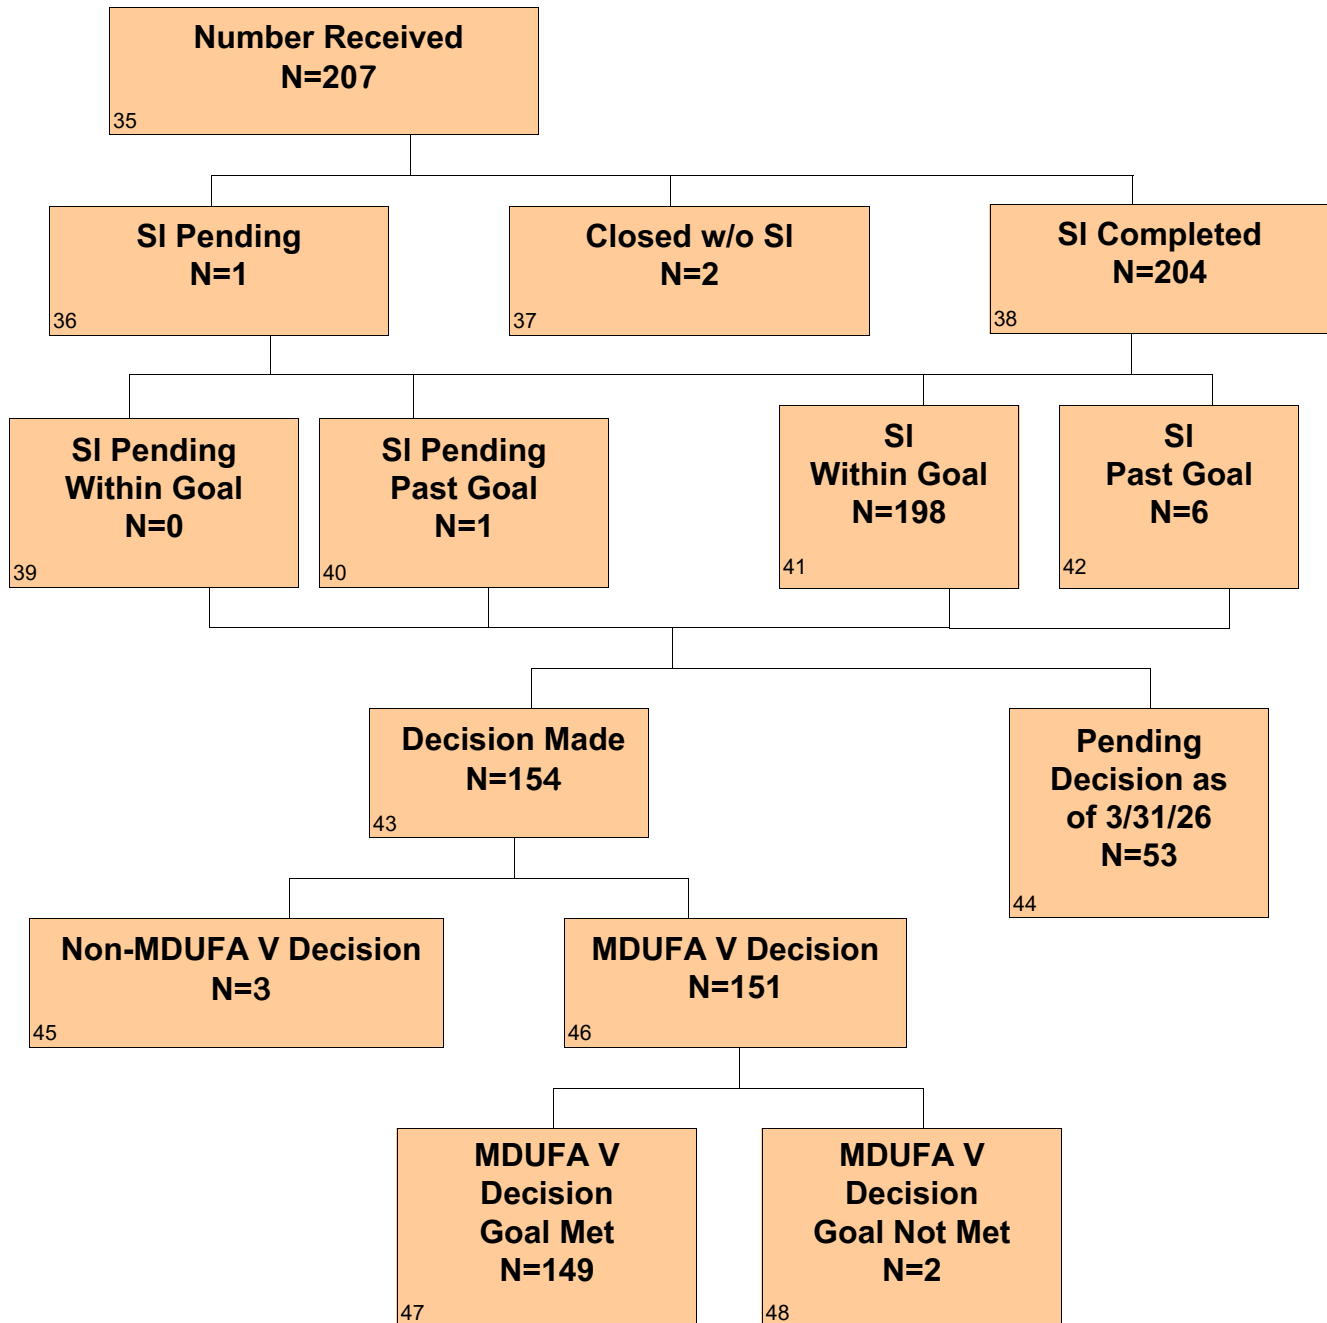 Number Received
N=207
35
SI Pending
N=1
36
Closed w/o SI
N=2
37
SI Completed
N=204
38
SI Pending
Within Goal
N=0
39
SI Pending
Past Goal
N=1
40
SI
Within Goal
N=198
41
SI
Past Goal
N=6
42
Decision Made
N=154
43
Pending
Decision as
of 3/31/26
N=53
44
Non-MDUFA V Decision
N=3
45
MDUFA V Decision
N=151
46
MDUFA V
Decision
Goal Met
N=149
47
MDUFA V
Decision
Goal Not Met
N=2
48